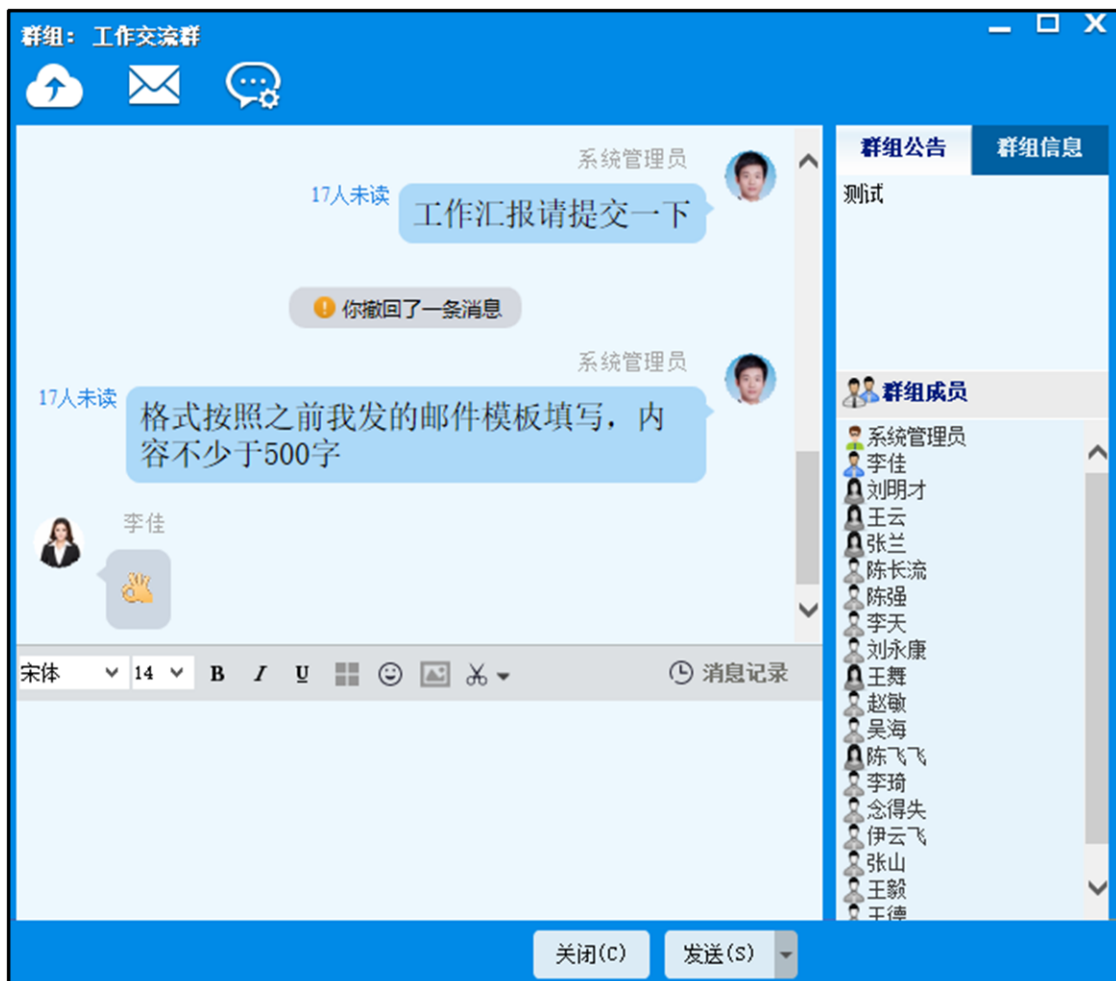 群组： 工作交流群
系统管理员
17人未读
工作汇报请提交一下
你撤回了一条消息
系统管理员
17人未读
格式按照之前我发的邮件模板填写，内
容不少于500字
李佳
宋体
14
B I U
消息记录
关闭(C)
发送(S)
群组公告
群组信息
测试
群组成员
系统管理员
李佳
刘明才
王云
张兰
陈长流
陈强
李天
刘永康
王舞
赵敏
吴海
陈飞飞
李琦
念得失
伊云飞
张山
王毅
王德